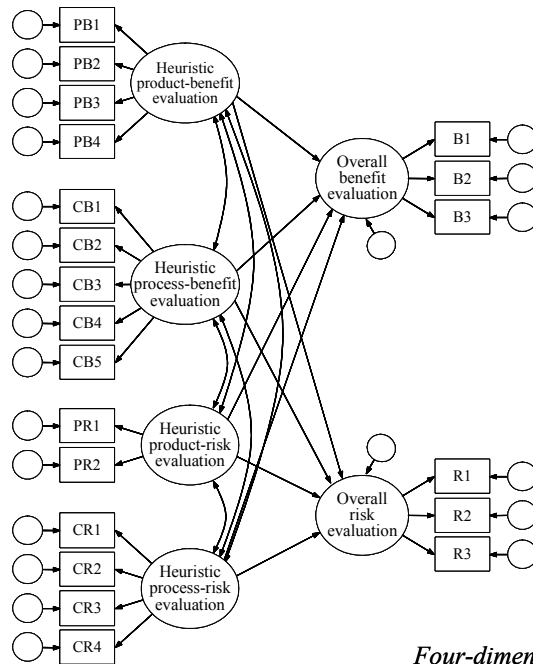 PB1
PB2
PB3
PB4
Heuristic
product-benefit
evaluation
CB1
CB2
CB3
CB4
CB5
Heuristic
process-benefit
evaluation
PR1
PR2
Heuristic
product-risk
evaluation
CR1
CR2
CR3
CR4
Heuristic
process-risk
evaluation
Overall
benefit
evaluation
B1
B2
B3
Overall
risk
evaluation
R1
R2
R3
Four-dimen